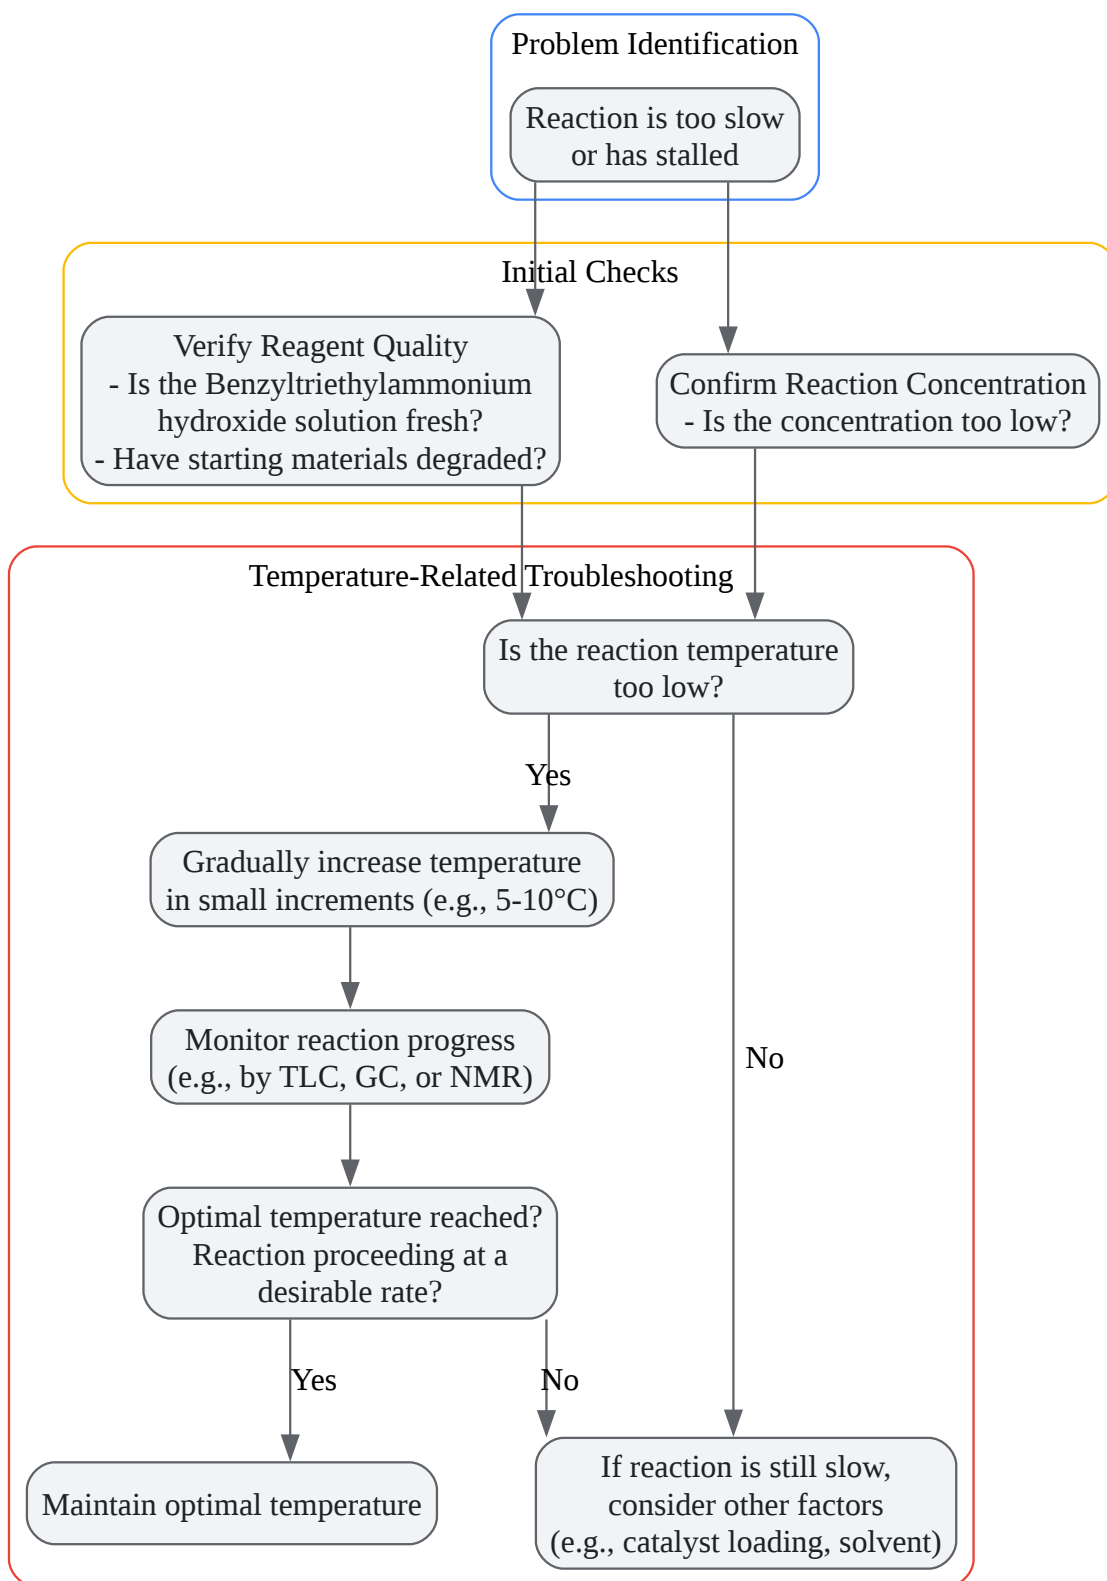 Problem Identification
Reaction is too slow
or has stalled
Initial Checks
Verify Reagent Quality
- Is the Benzyltriethylammonium
hydroxide solution fresh?
- Have starting materials degraded?
Confirm Reaction Concentration
- Is the concentration too low?
Temperature-Related Troubleshooting
Is the reaction temperature
too low?
Yes
Gradually increase temperature
in small increments (e.g., 5-10°C)
Monitor reaction progress
(e.g., by TLC, GC, or NMR)
No
Optimal temperature reached?
Reaction proceeding at a
desirable rate?
Yes
No
Maintain optimal temperature
If reaction is still slow,
consider other factors
(e.g., catalyst loading, solvent)